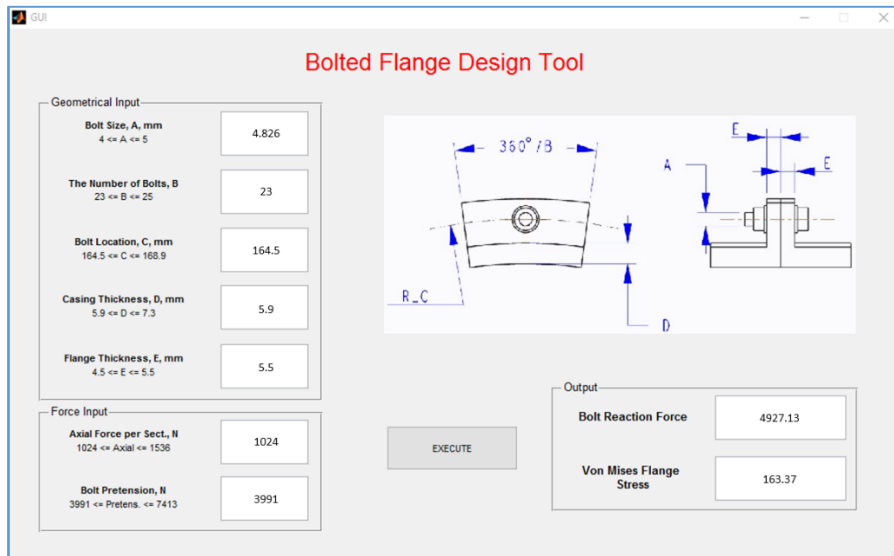 GUI
Bolted Flange Design Tool
Geometrical Input
Bolt Size, A, mm
4 <= A <= 5
4.826
The Number of Bolts, B
23 <= B <= 25
23
Bolt Location, C, mm
164.5 <= C <= 168.9
164.5
Casing Thickness, D, mm
5.9 <= D <= 7.3
5.9
Flange Thickness, E, mm
4.5 <= E <= 5.5
5.5
Force Input
Axial Force per Sect., N
1024 <= Axial <= 1536
1024
Bolt Pretension, N
3991 <= Pretens. <= 7413
3991
360°/B
R_C
D
E
A
E
EXECUTE
Output
Bolt Reaction Force
4927.13
Von Mises Flange
Stress
163.37